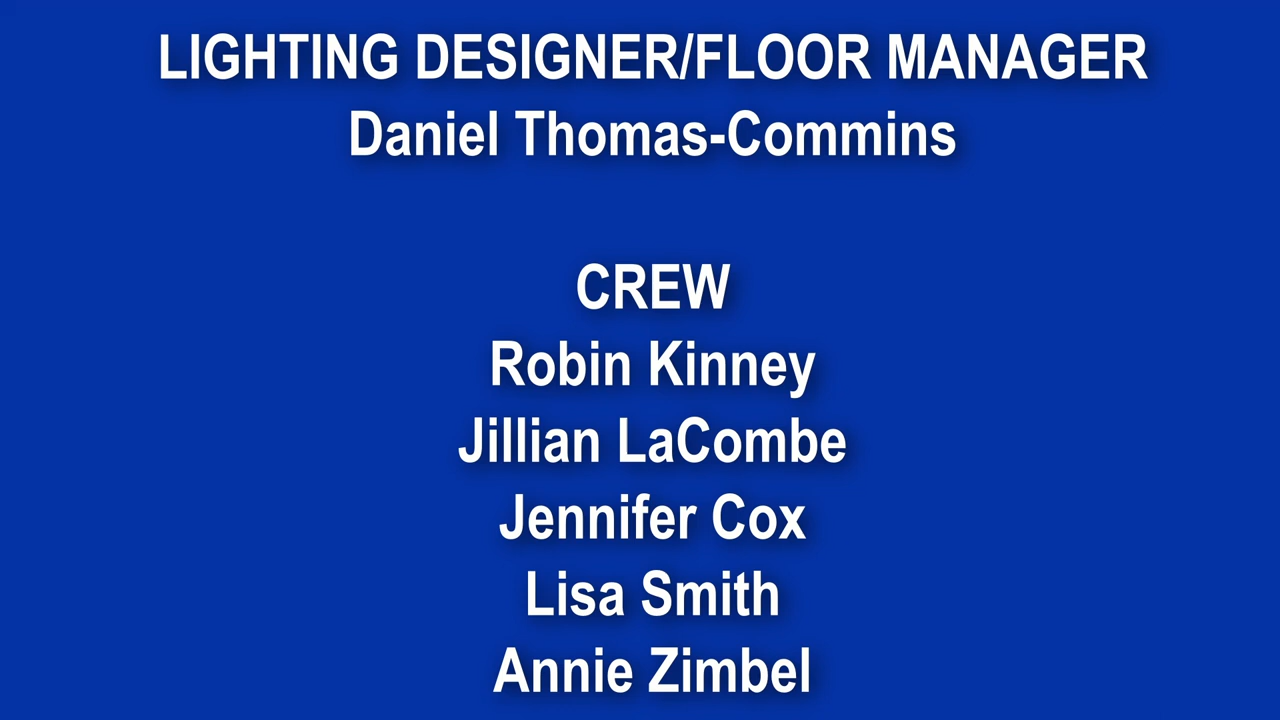 LIGHTING DESIGNER/FLOOR MANAGER
Daniel Thomas-Commins
CREW
Robin Kinney
Jillian LaCombe
Jennifer Cox
Lisa Smith
Annie Zimbel